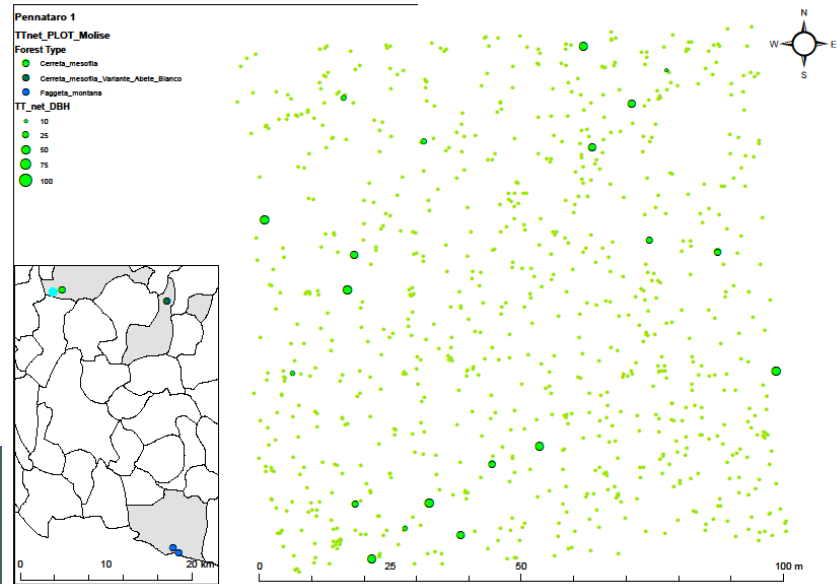 Pennataro 1
TTnet_PLOT_Molise
Forest Type
Cerreta_mesofila
Cerreta_mesofila_Variante_Abete_Bianco
Faggeta_montana
TT_net_DBH
10
25
50
75
100
N
W E
S
0 10 20 km
0 25 50 100 m